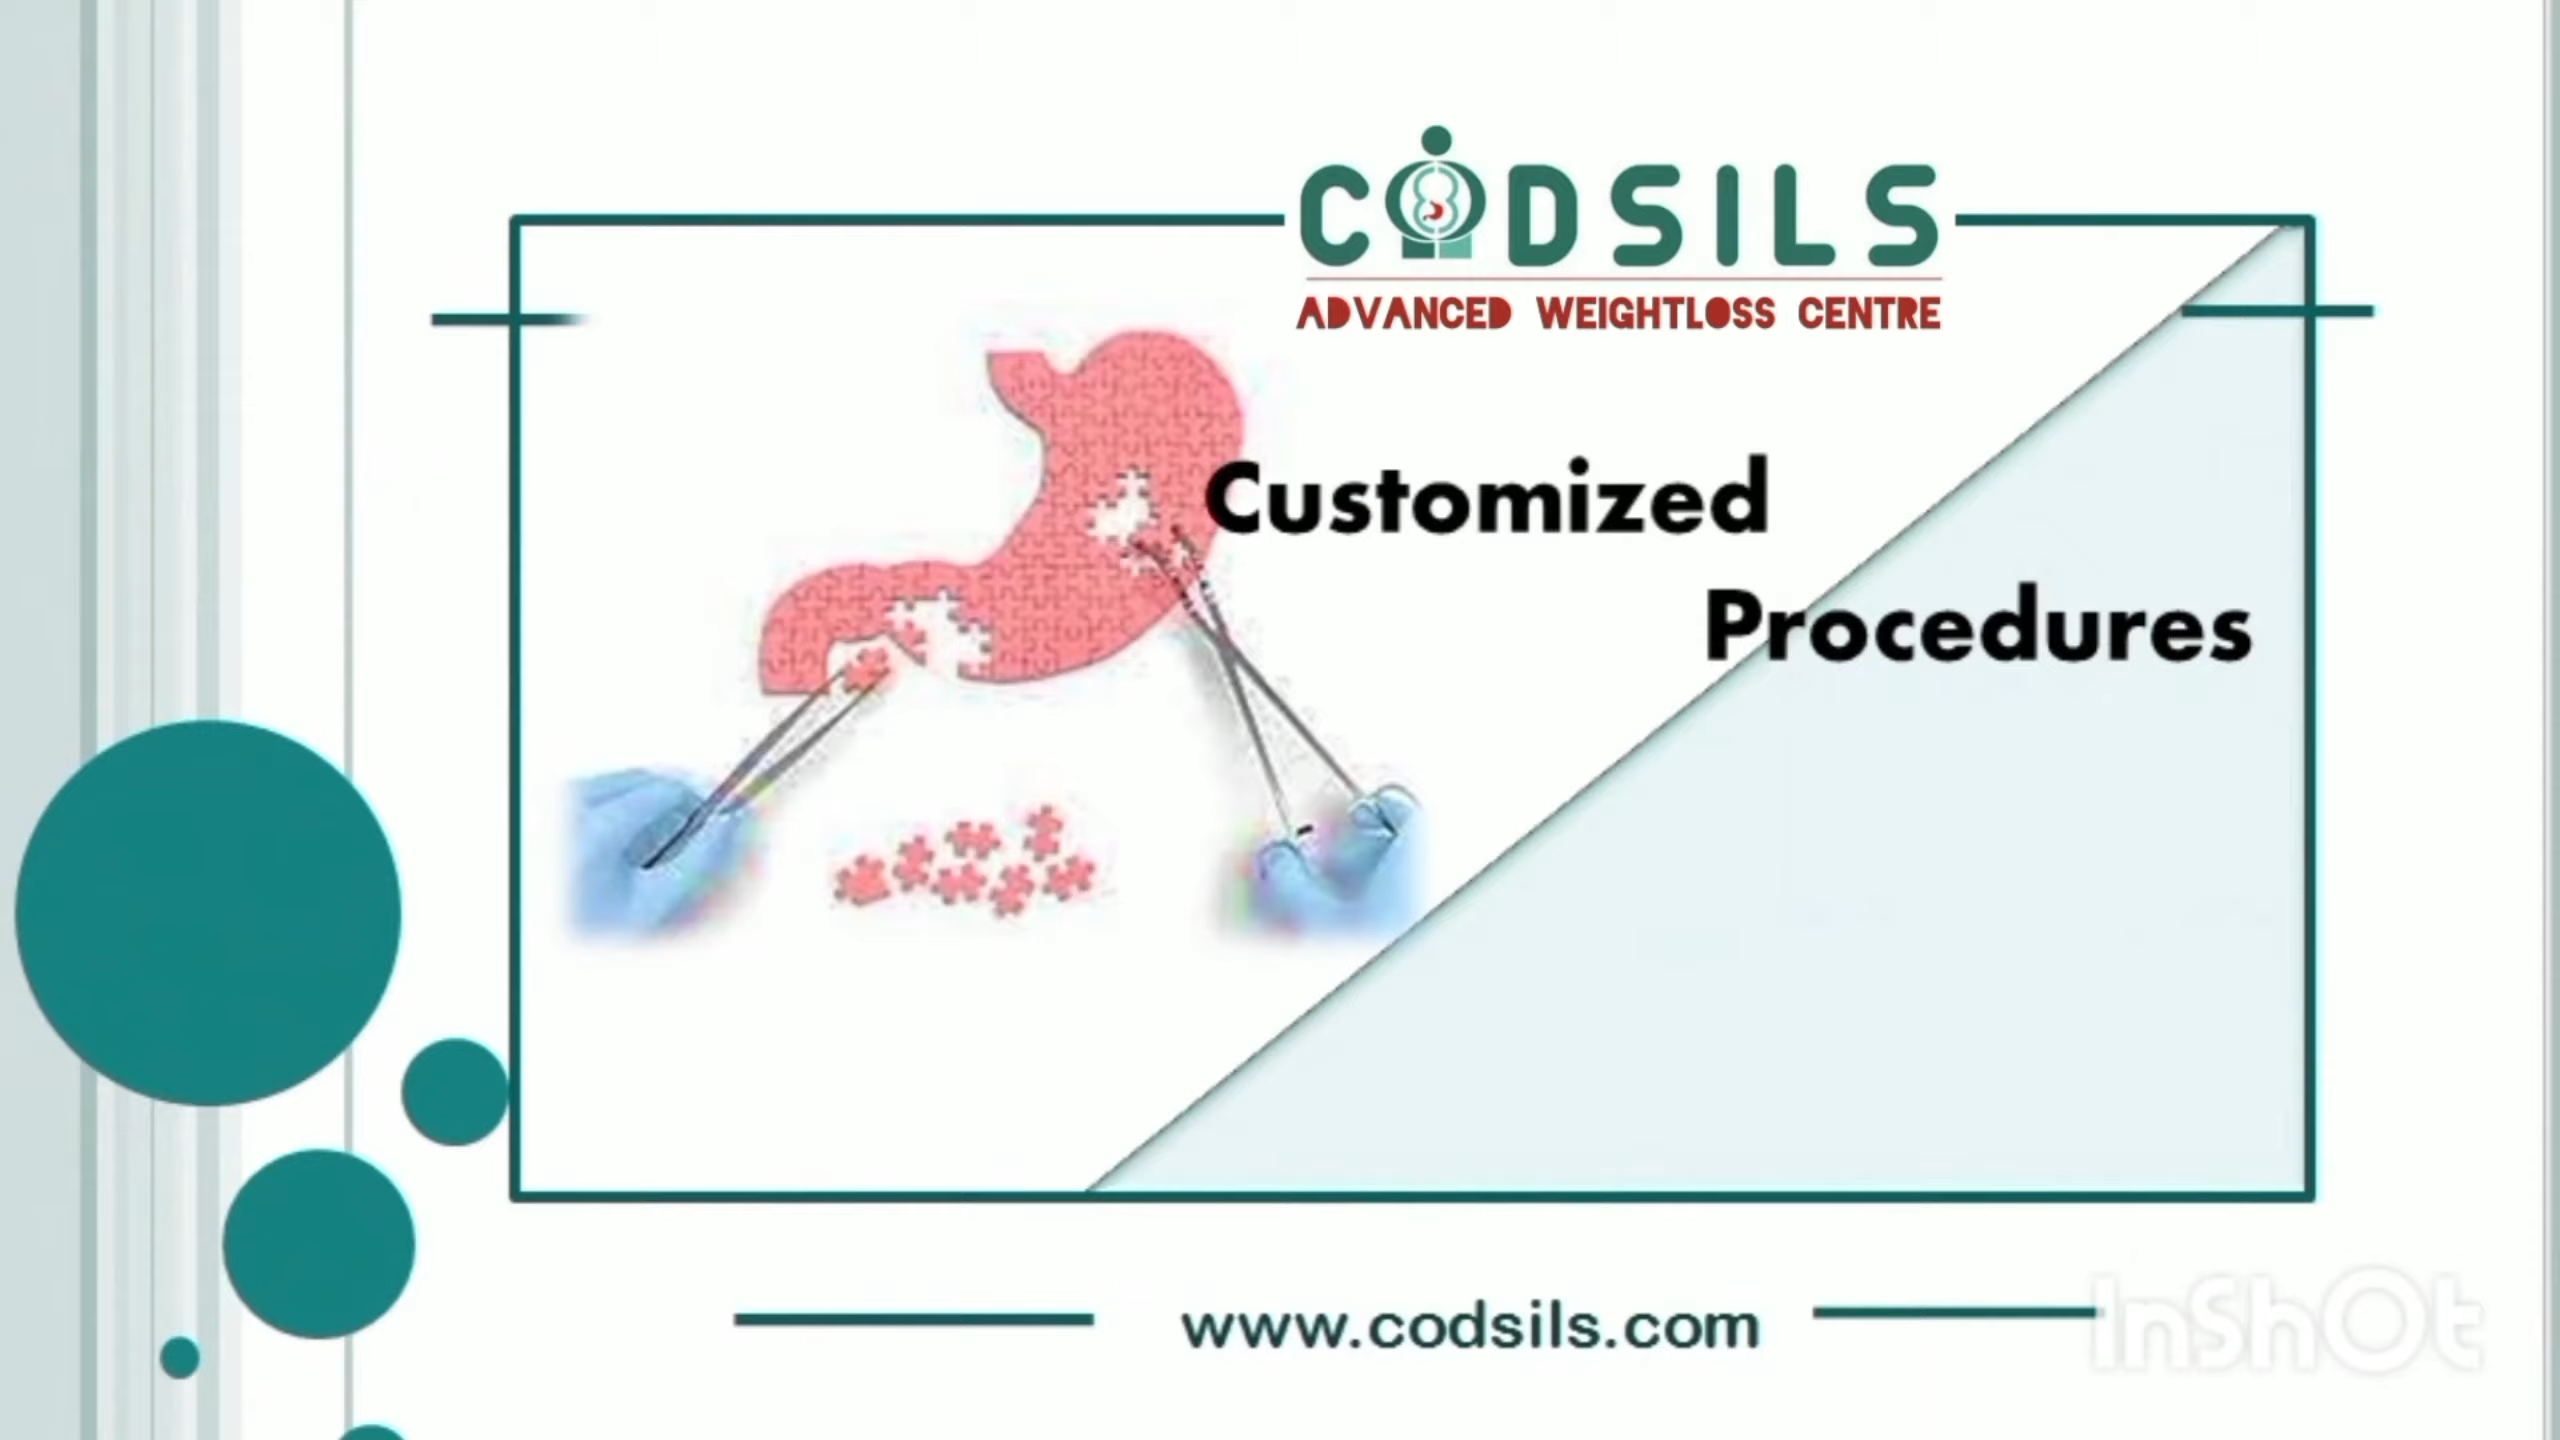 CODSILS
ADVANCED WEIGHTLOSS CENTRE
Customized
Procedures
www.codsils.com
InShOt